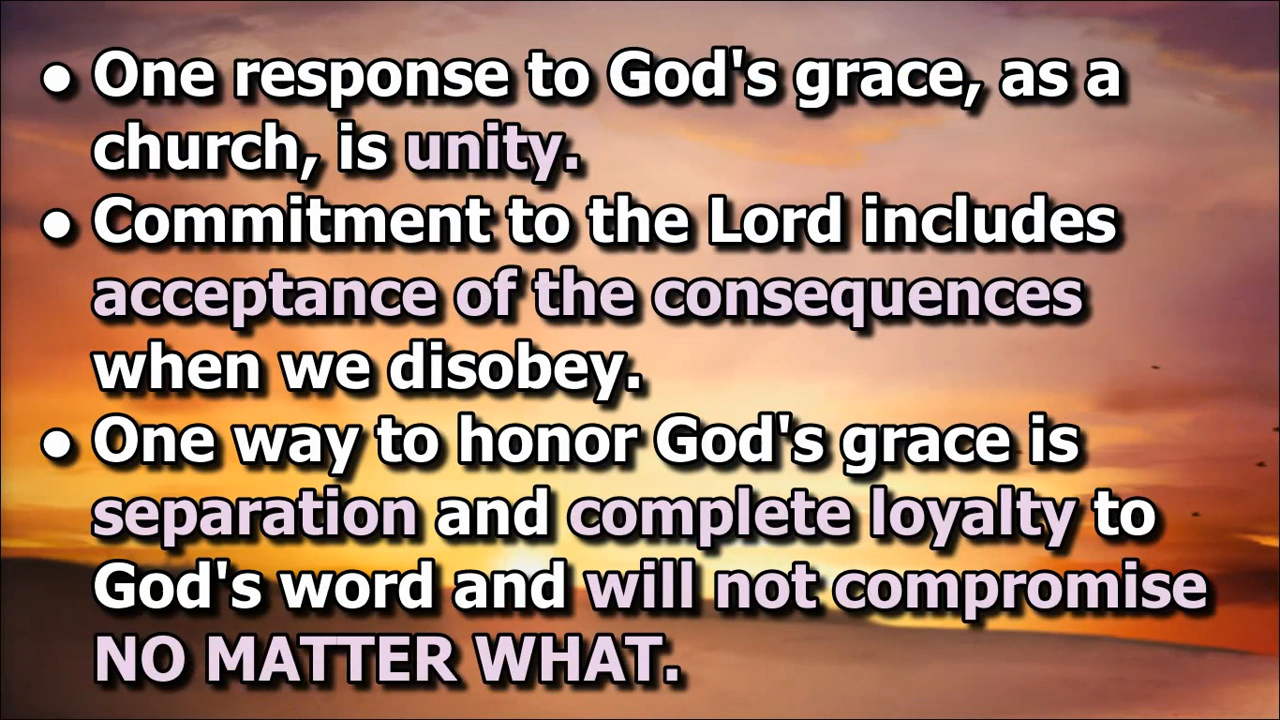 ● One response to God's grace, as a
church, is unity.
● Commitment to the Lord includes
acceptance of the consequences
when we disobey.
● One way to honor God's grace is
separation and complete loyalty to
God's word and will not compromise
NO MATTER WHAT.